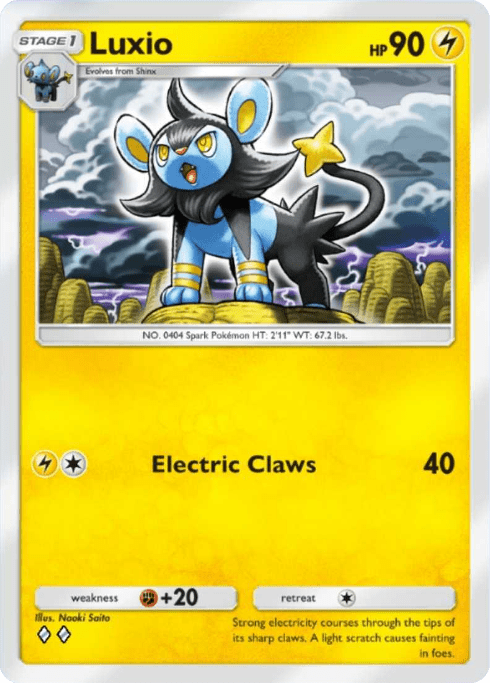 STAGE 1 Luxio HP 90
Evolves from Shinx
NO. 0404 Spark Pokémon HT: 2'11" WT: 67.2 lbs.
Electric Claws 40
weakness +20 retreat
Illus. Naoki Saito
Strong electricity courses through the tips of
its sharp claws. A light scratch causes fainting
in foes.